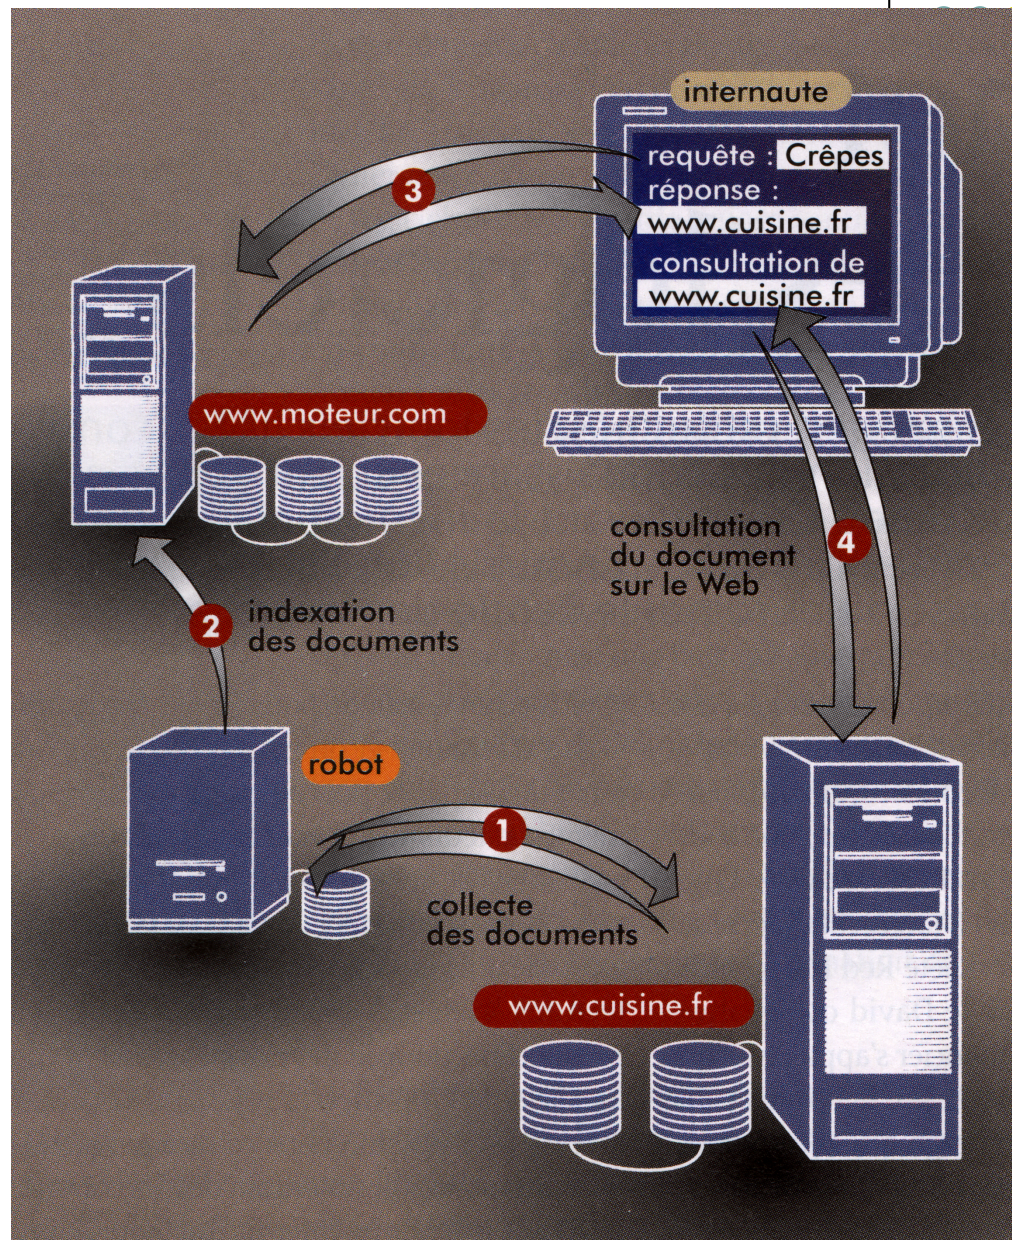 internaute
requête : Crêpes
réponse :
www.cuisine.fr
consultation de
www.cuisine.fr
3
www.moteur.com
consultation
du document
sur le Web
4
2
indexation
des documents
robot
1
collecte
des documents
www.cuisine.fr